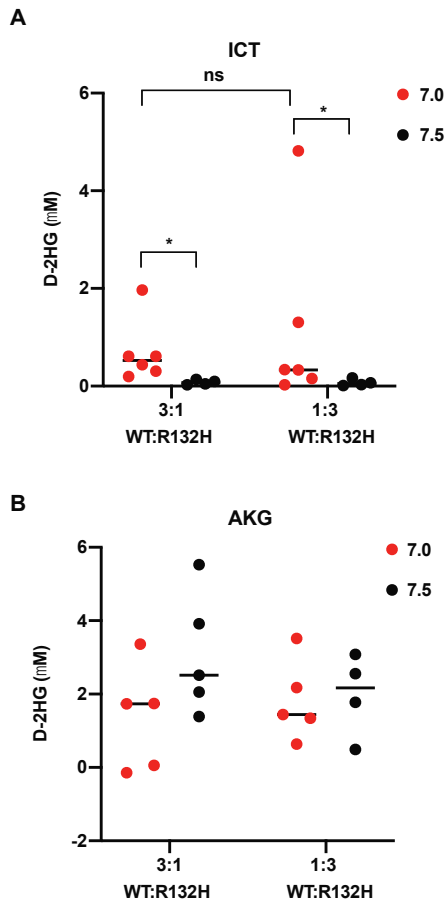 A
ICT
ns
7.0
7.5
*
*
6
4
2
0
D-2HG (mM)
3:1
1:3
WT:R132H
WT:R132H
B
AKG
7.0
7.5
6
4
2
0
-2
D-2HG (mM)
3:1
1:3
WT:R132H
WT:R132H